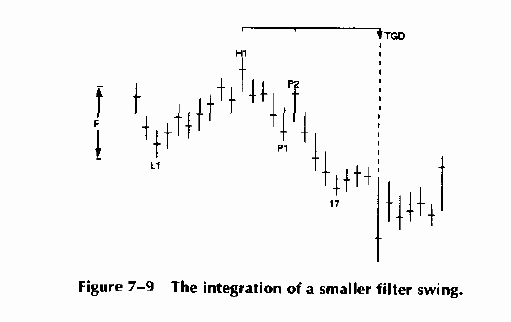 TGD
H1
P2
F
P1
L1
17
Figure 7–9 The integration of a smaller filter swing.